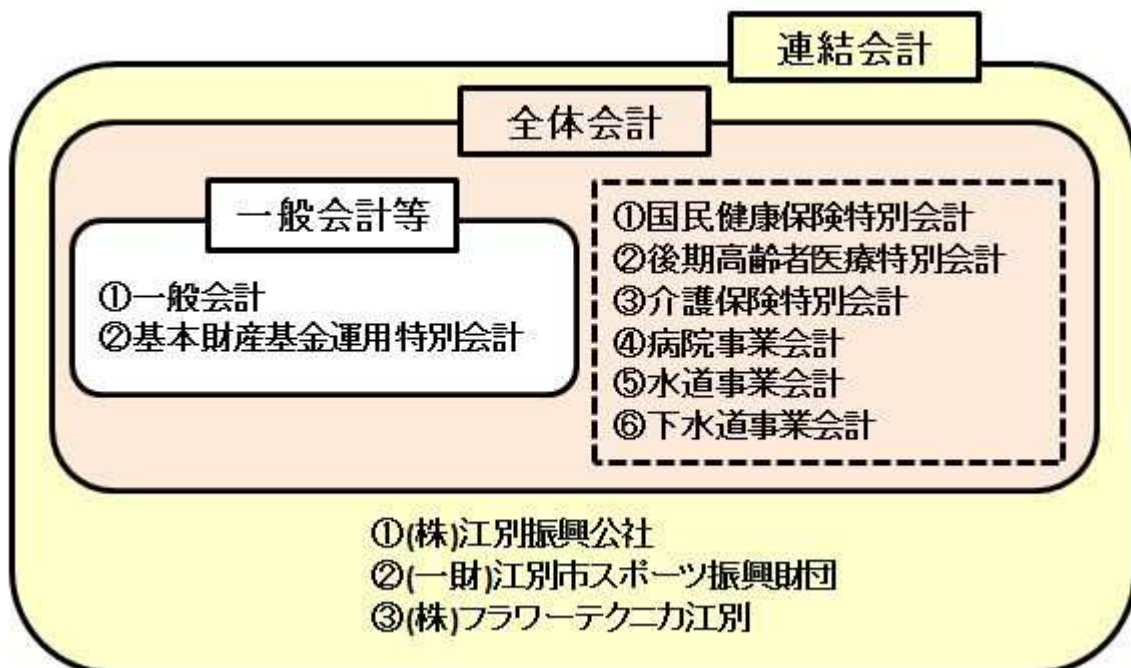 連結会計
全体会計
一般会計等
①一般会計
②基本財産基金運用特別会計
①国民健康保険特別会計
②後期高齢者医療特別会計
③介護保険特別会計
④病院事業会計
⑤水道事業会計
⑥下水道事業会計
①(株)江別振興公社
②(一財)江別市スポーツ振興財団
③(株)フラワーテクニカ江別